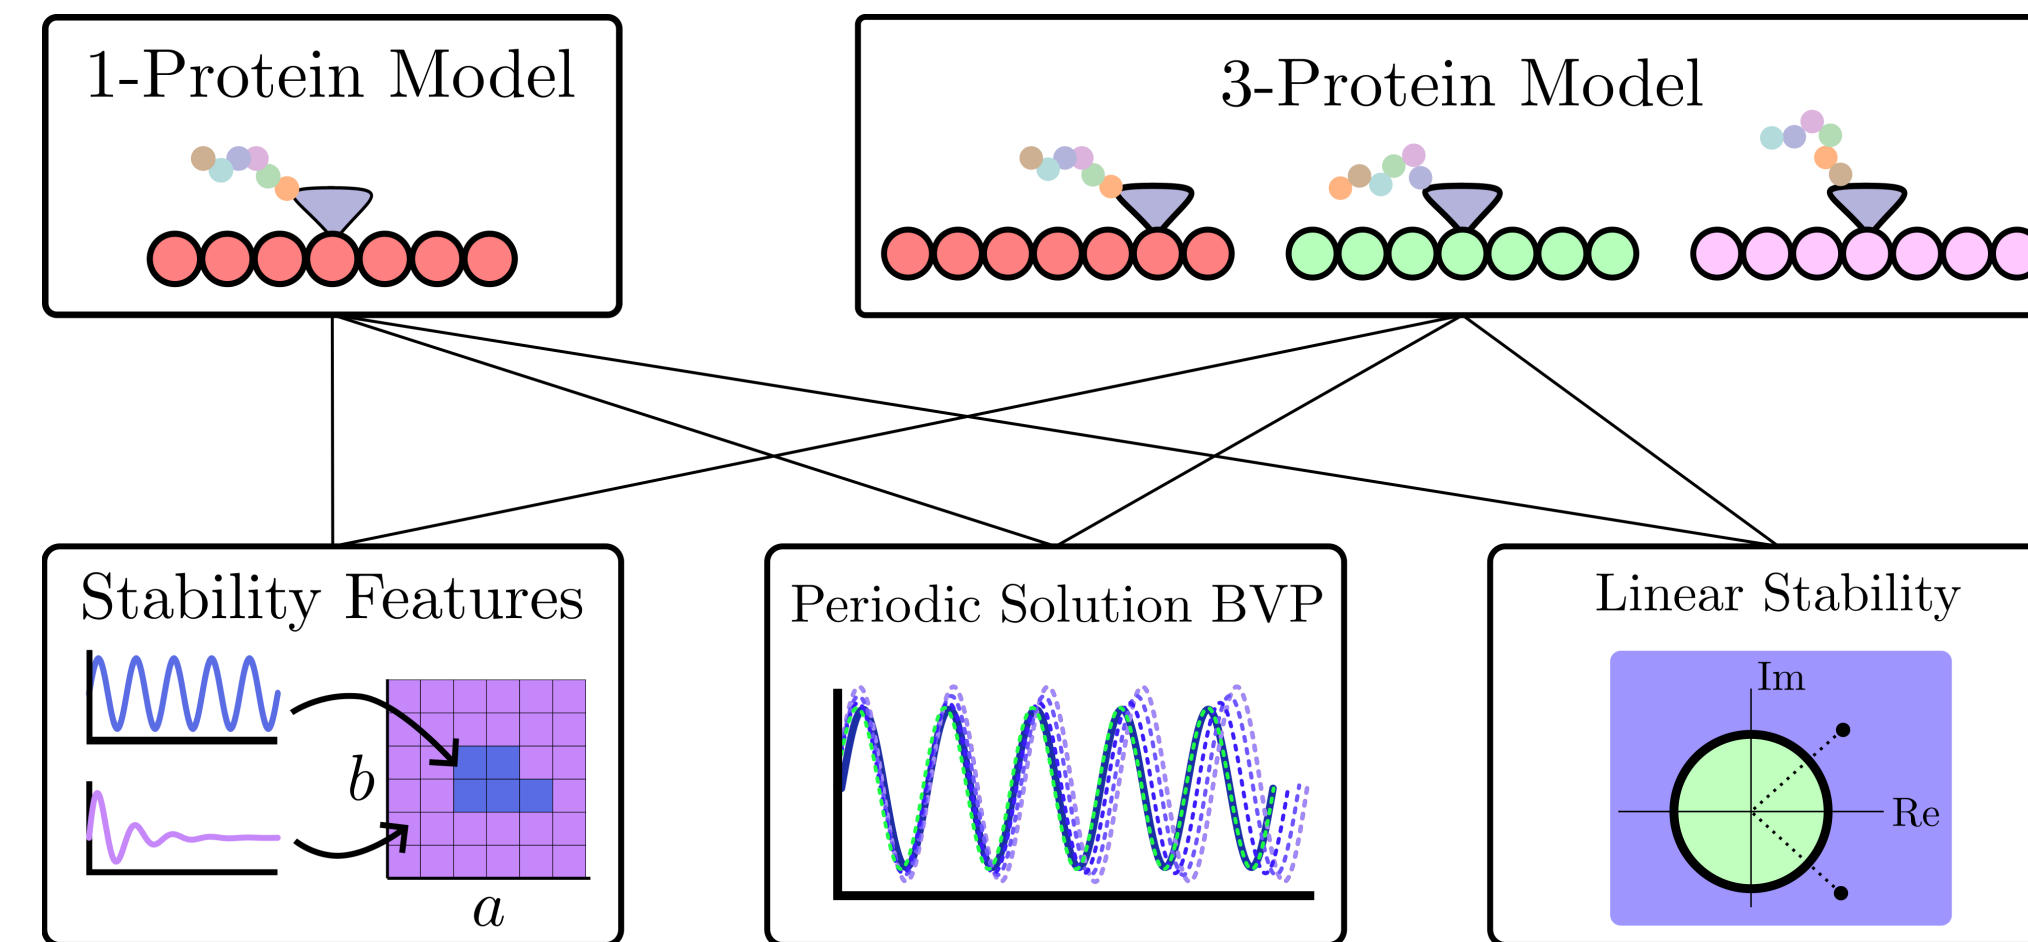 1-Protein Model
3-Protein Model
Stability Features
b
a
Periodic Solution BVP
Linear Stability
Im
Re